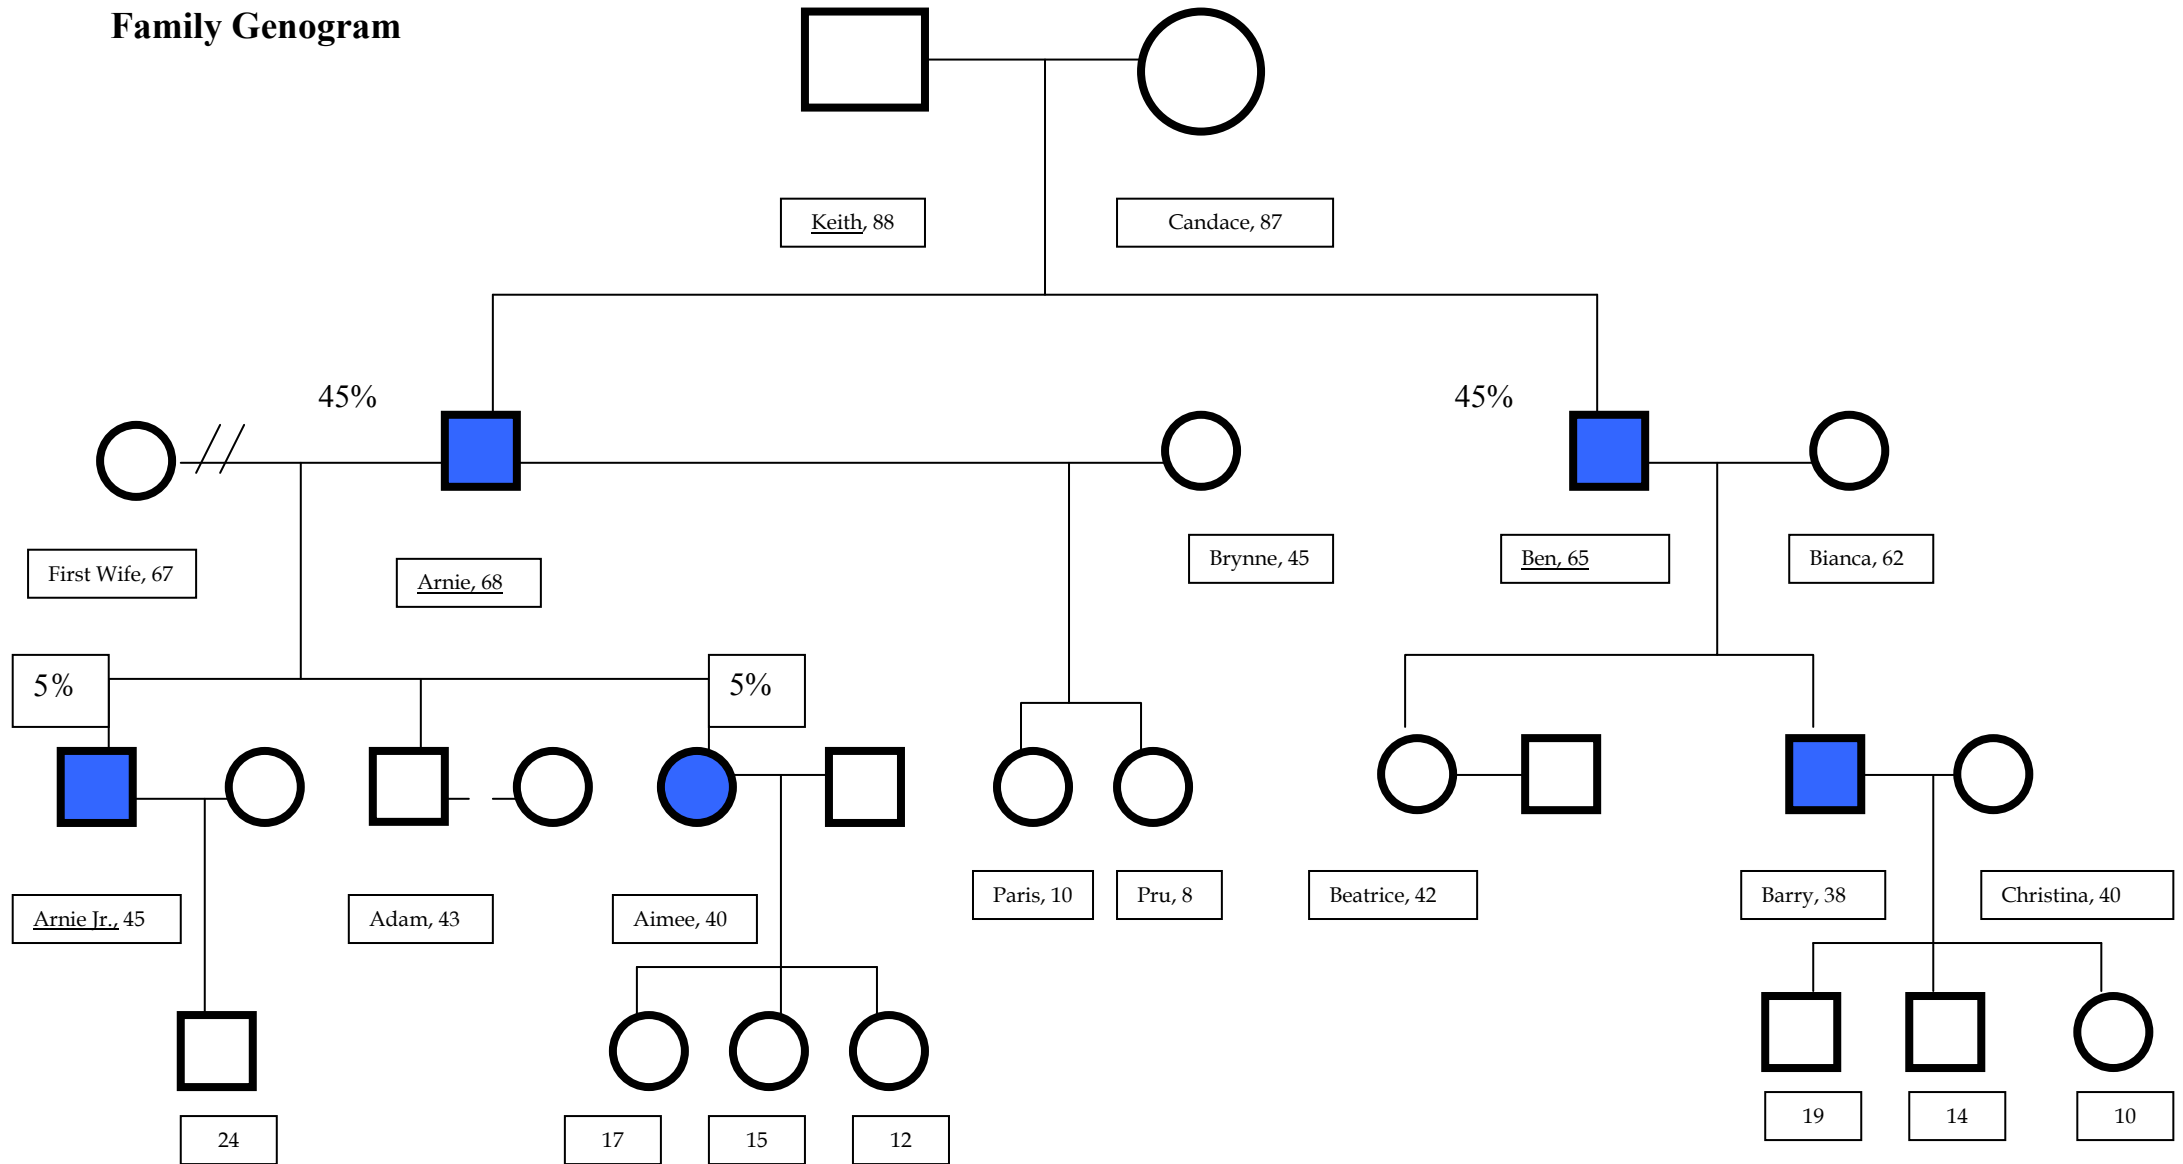 Family Genogram
Keith, 88
Candace, 87
45%
45%
First Wife, 67
Arnie, 68
Brynne, 45
Ben, 65
Bianca, 62
5%
5%
Arnie Jr., 45
Adam, 43
Aimee, 40
Paris, 10
Pru, 8
Beatrice, 42
Barry, 38
Christina, 40
24
17
15
12
19
14
10